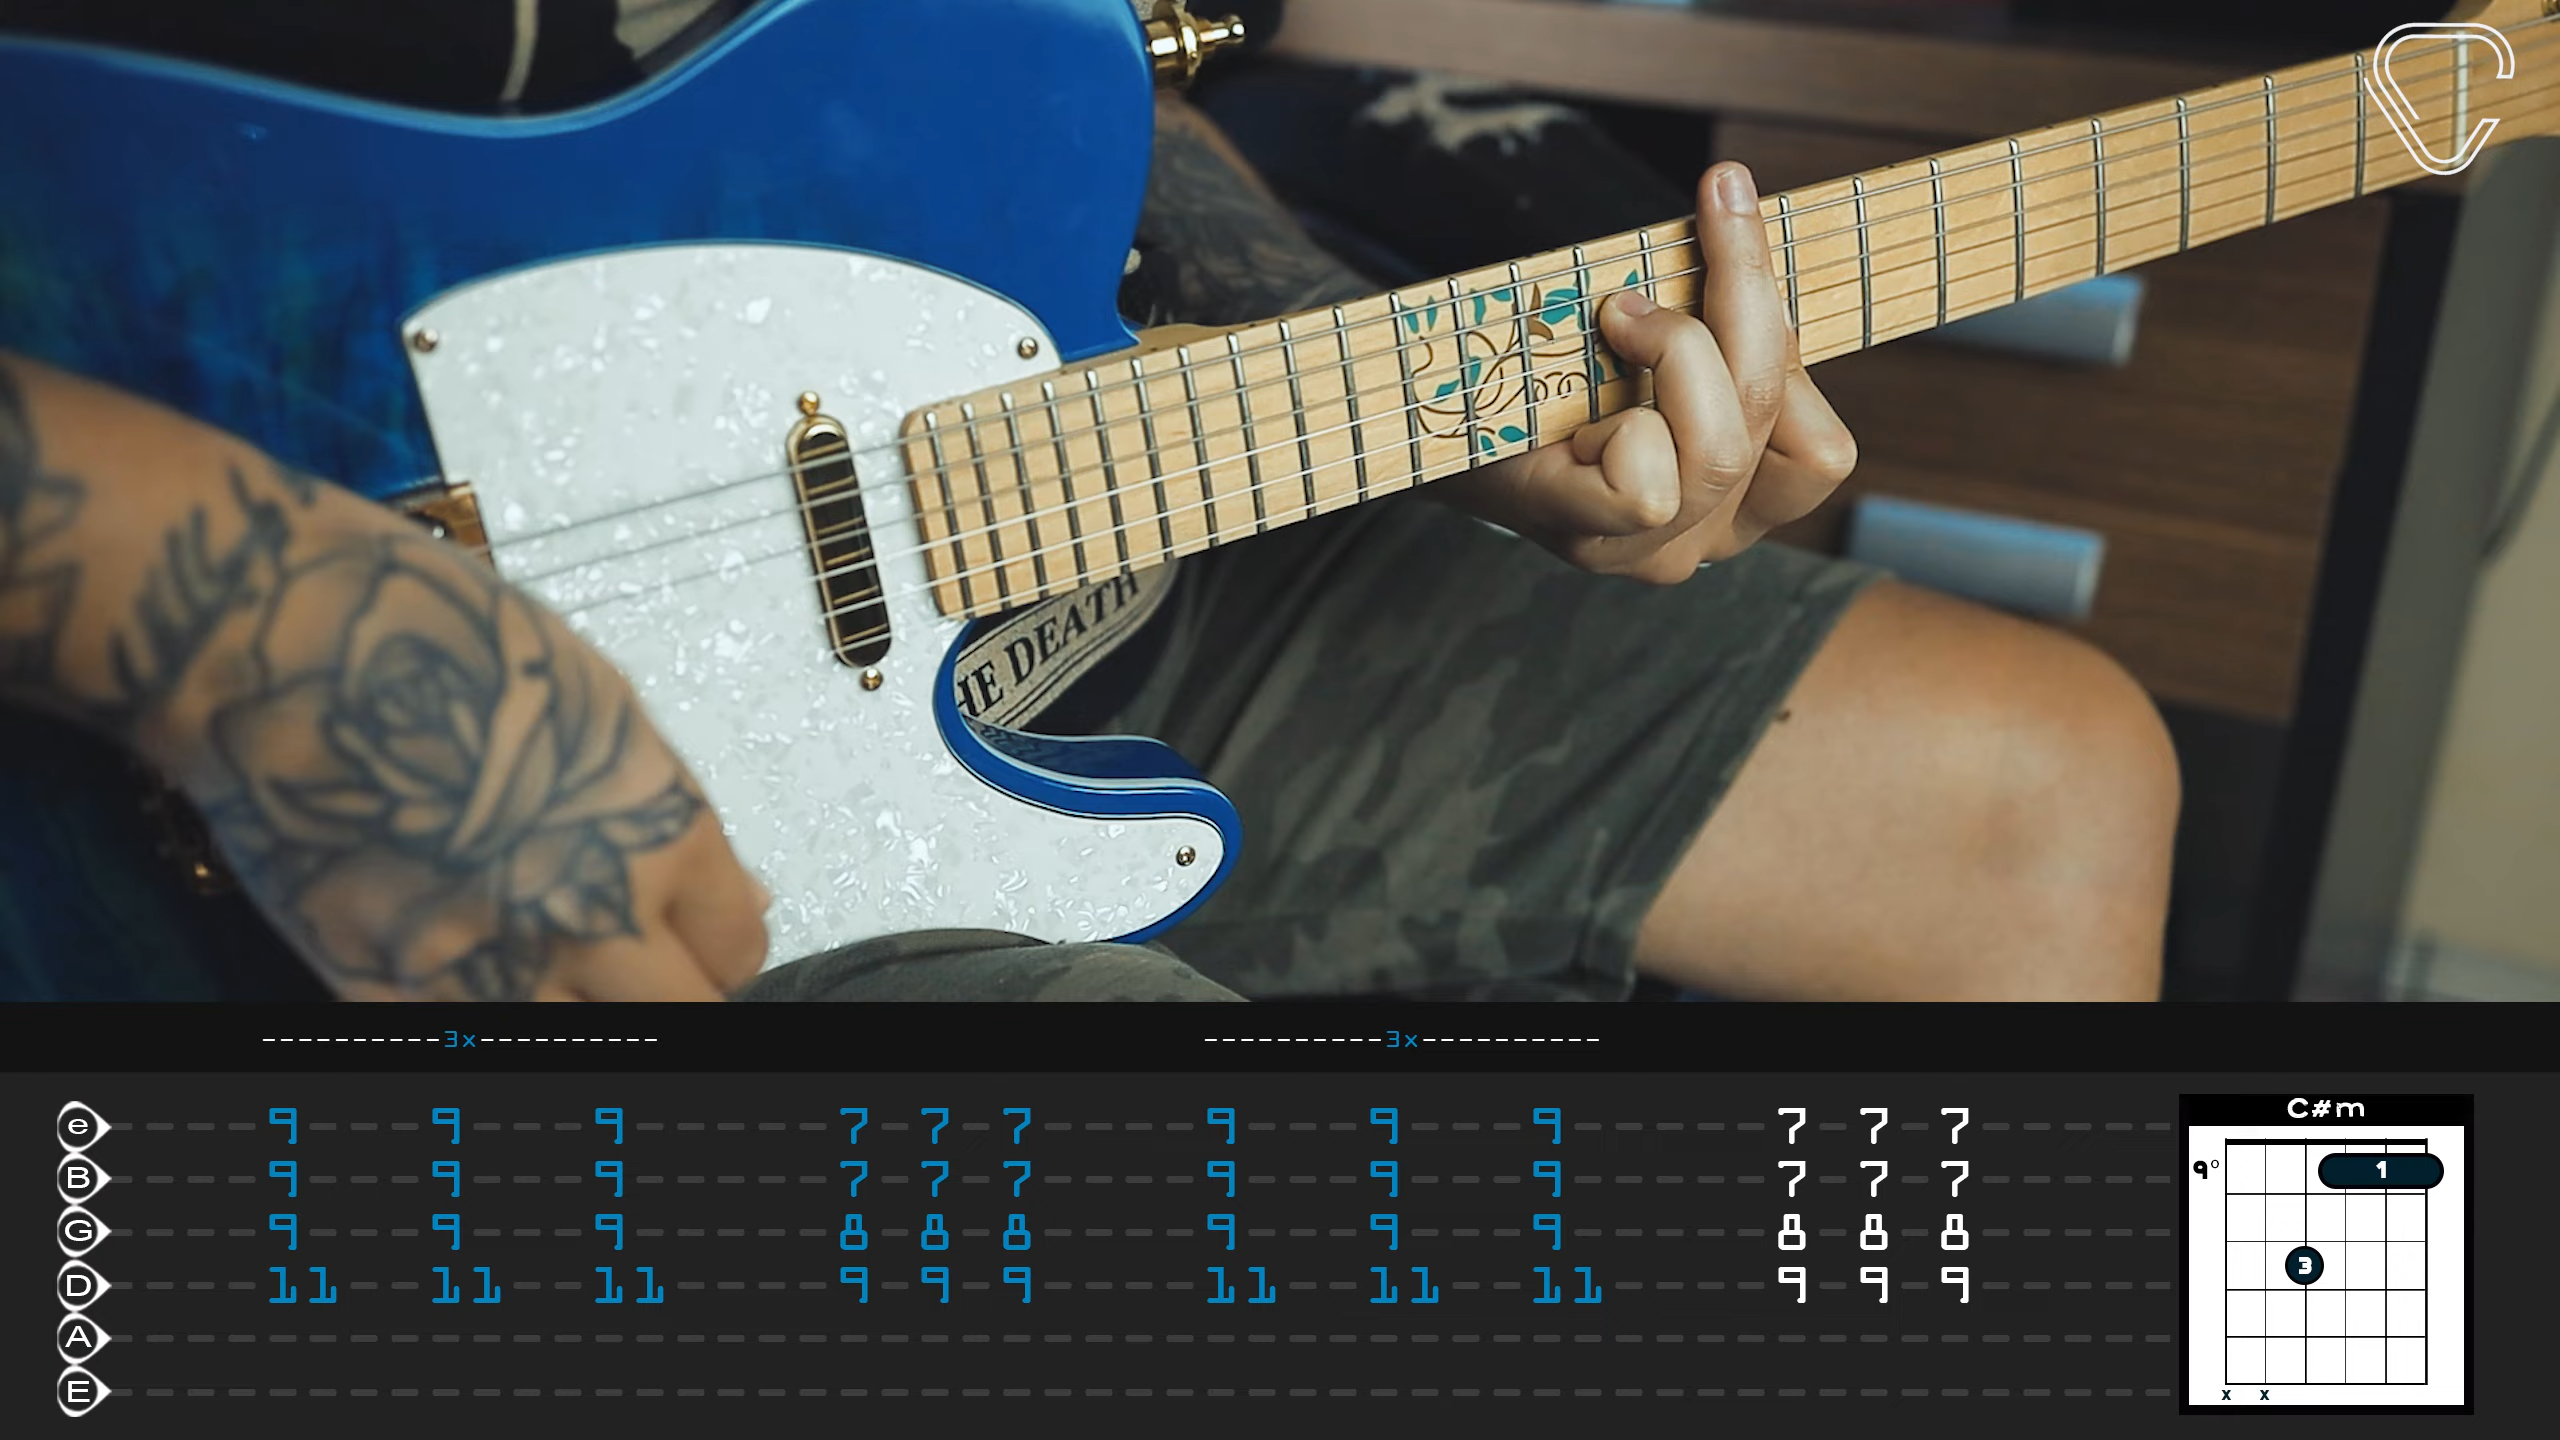 HE DEATH
3x 3x
e 9 9 9 7 7 7 9 9 9 7 7 7
B 9 9 9 7 7 7 9 9 9 7 7 7
G 9 9 9 8 8 8 9 9 9 8 8 8
D 11 11 11 9 9 9 11 11 11 9 9 9
A
E
C#m
9° 1
3
x x